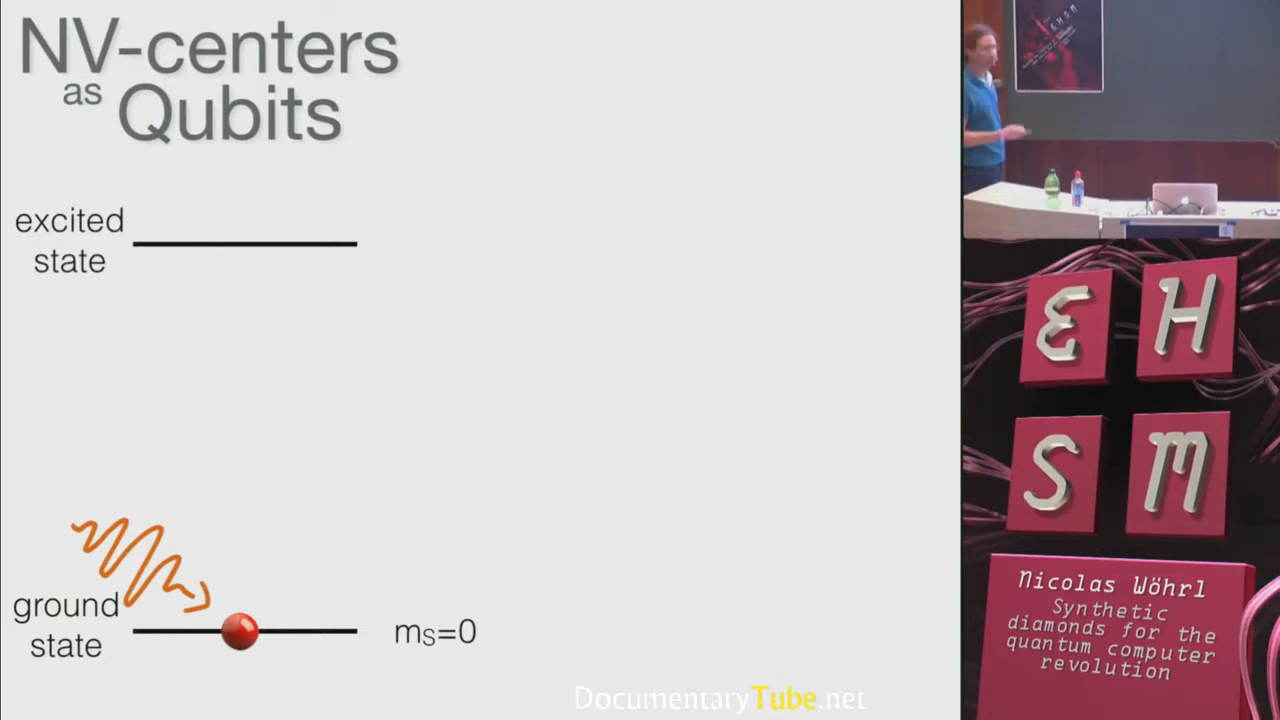 NV-centers
as
Qubits
excited
state
ground
state
mS=0
DocumentaryTube.net
E H S M
Ɛ H
S M
Nicolas Wöhrl
Synthetic
diamonds for the
quantum computer
revolution